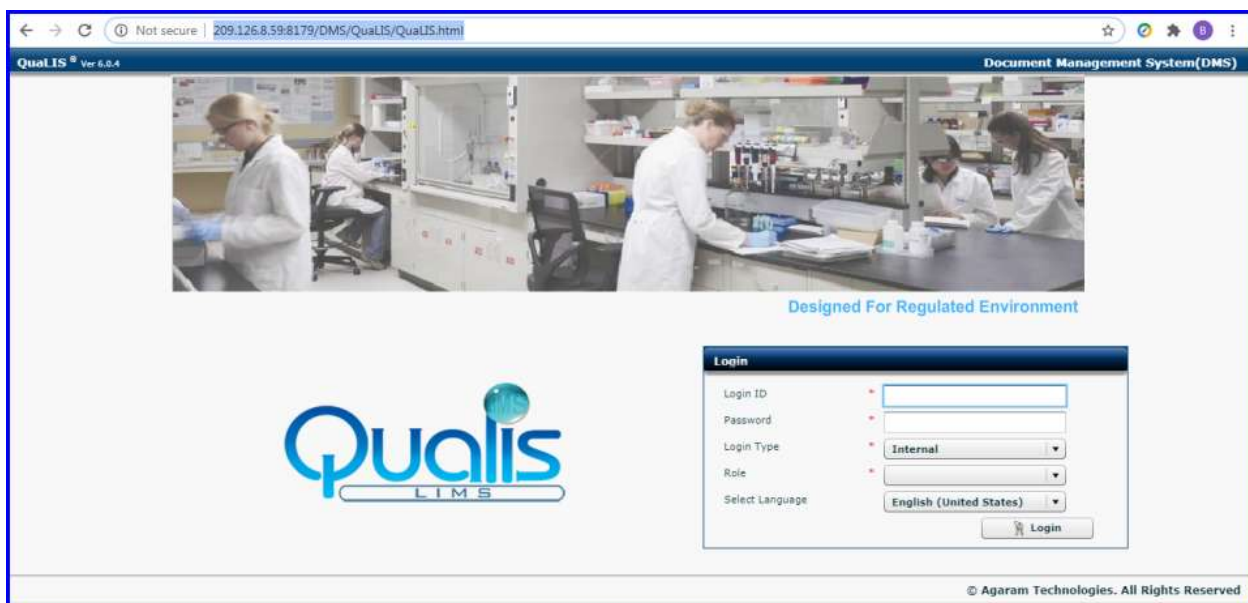 Not secure | 209.126.8.59:8179/DMS/QuaLIS/QuaLIS.html
B
QuaLIS ® Ver 6.0.4
Document Management System(DMS)
Designed For Regulated Environment
Login
Login ID *
Password *
Login Type * Internal
Role *
Select Language English (United States)
Login
DMS
Qualis
LIMS
© Agaram Technologies. All Rights Reserved